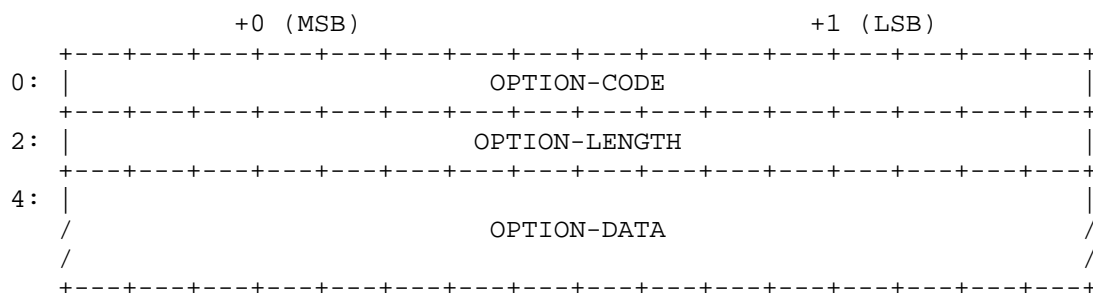 +0 (MSB) +1 (LSB)
+---+---+---+---+---+---+---+---+---+---+---+---+---+---+---+---+
0: | OPTION-CODE |
+---+---+---+---+---+---+---+---+---+---+---+---+---+---+---+---+
2: | OPTION-LENGTH |
+---+---+---+---+---+---+---+---+---+---+---+---+---+---+---+---+
4: | |
/ OPTION-DATA /
/ /
+---+---+---+---+---+---+---+---+---+---+---+---+---+---+---+---+